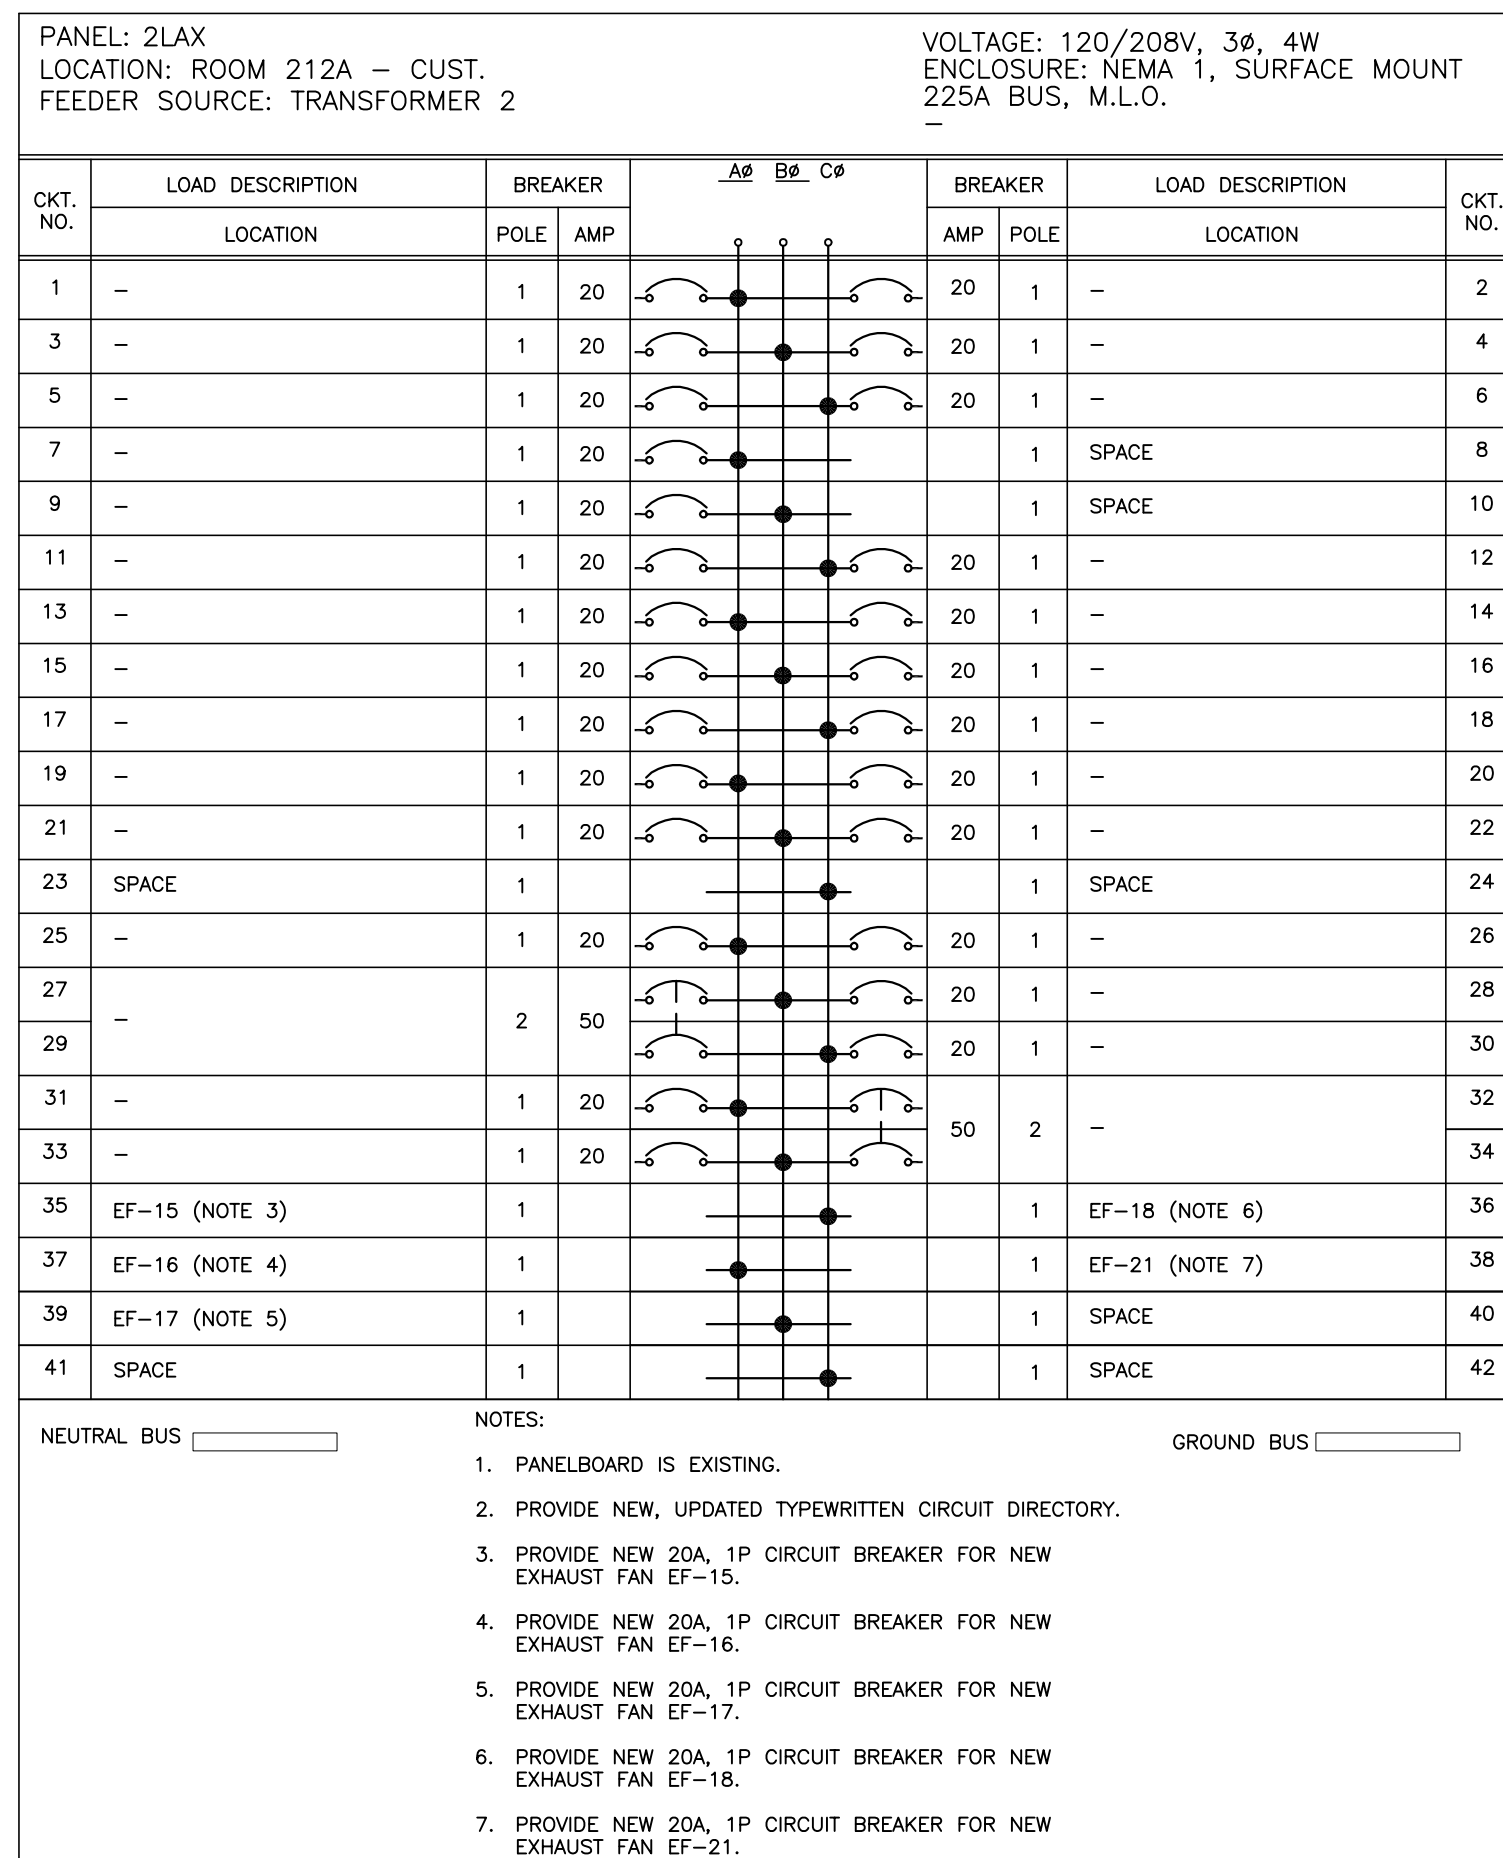 PANEL: 2LAX
LOCATION: ROOM 212A – CUST.
FEEDER SOURCE: TRANSFORMER 2
VOLTAGE: 120/208V, 3ø, 4W
ENCLOSURE: NEMA 1, SURFACE MOUNT
225A BUS, M.L.O.
–
CKT. NO. LOAD DESCRIPTION BREAKER Aø Bø Cø BREAKER LOAD DESCRIPTION CKT. NO.
LOCATION POLE AMP AMP POLE LOCATION
1 – 1 20 20 1 – 2
3 – 1 20 20 1 – 4
5 – 1 20 20 1 – 6
7 – 1 20 1 SPACE 8
9 – 1 20 1 SPACE 10
11 – 1 20 20 1 – 12
13 – 1 20 20 1 – 14
15 – 1 20 20 1 – 16
17 – 1 20 20 1 – 18
19 – 1 20 20 1 – 20
21 – 1 20 20 1 – 22
23 SPACE 1 1 SPACE 24
25 – 1 20 20 1 – 26
27 – 2 50 20 1 – 28
29 20 1 – 30
31 – 1 20 50 2 – 32
33 – 1 20 34
35 EF–15 (NOTE 3) 1 1 EF–18 (NOTE 6) 36
37 EF–16 (NOTE 4) 1 1 EF–21 (NOTE 7) 38
39 EF–17 (NOTE 5) 1 1 SPACE 40
41 SPACE 1 1 SPACE 42
NEUTRAL BUS
GROUND BUS
NOTES:
1. PANELBOARD IS EXISTING.
2. PROVIDE NEW, UPDATED TYPEWRITTEN CIRCUIT DIRECTORY.
3. PROVIDE NEW 20A, 1P CIRCUIT BREAKER FOR NEW
EXHAUST FAN EF–15.
4. PROVIDE NEW 20A, 1P CIRCUIT BREAKER FOR NEW
EXHAUST FAN EF–16.
5. PROVIDE NEW 20A, 1P CIRCUIT BREAKER FOR NEW
EXHAUST FAN EF–17.
6. PROVIDE NEW 20A, 1P CIRCUIT BREAKER FOR NEW
EXHAUST FAN EF–18.
7. PROVIDE NEW 20A, 1P CIRCUIT BREAKER FOR NEW
EXHAUST FAN EF–21.